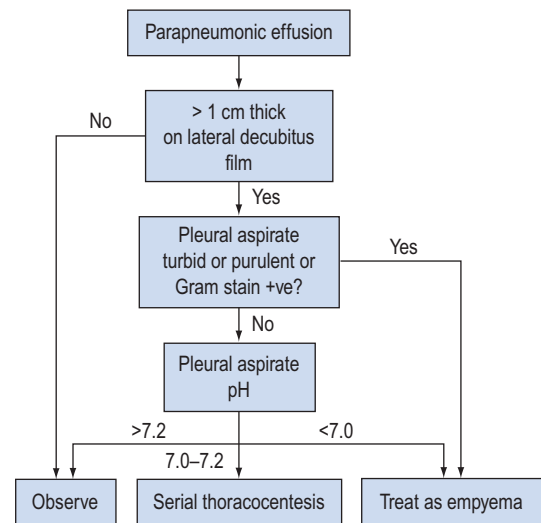 Parapneumonic effusion
> 1 cm thick
on lateral decubitus
film
No
Yes
Pleural aspirate
turbid or purulent or
Gram stain +ve?
Yes
No
Pleural aspirate
pH
>7.2
<7.0
7.0–7.2
Observe
Serial thoracocentesis
Treat as empyema